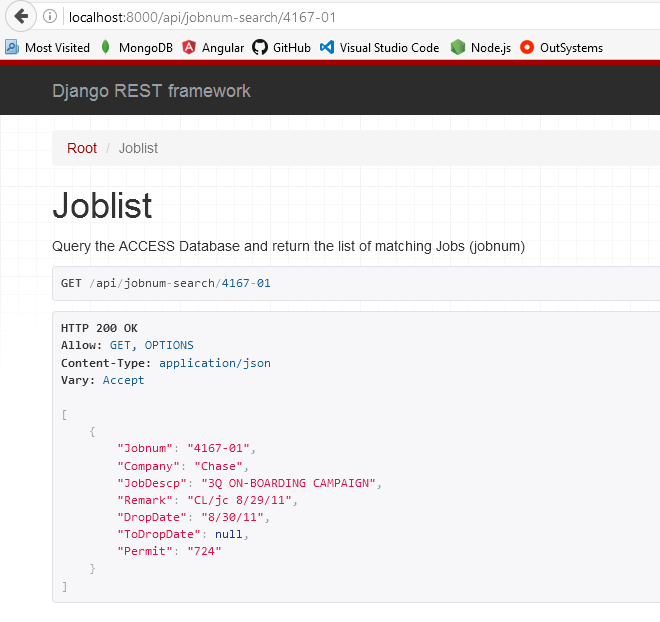 localhost:8000/api/jobnum-search/4167-01
Most Visited MongoDB Angular GitHub Visual Studio Code Node.js OutSystems
Django REST framework
Root / Joblist
Joblist
Query the ACCESS Database and return the list of matching Jobs (jobnum)
GET /api/jobnum-search/4167-01
HTTP 200 OK
Allow: GET, OPTIONS
Content-Type: application/json
Vary: Accept
[
    {
        "Jobnum": "4167-01",
        "Company": "Chase",
        "JobDescp": "3Q ON-BOARDING CAMPAIGN",
        "Remark": "CL/jc 8/29/11",
        "DropDate": "8/30/11",
        "ToDropDate": null,
        "Permit": "724"
    }
]